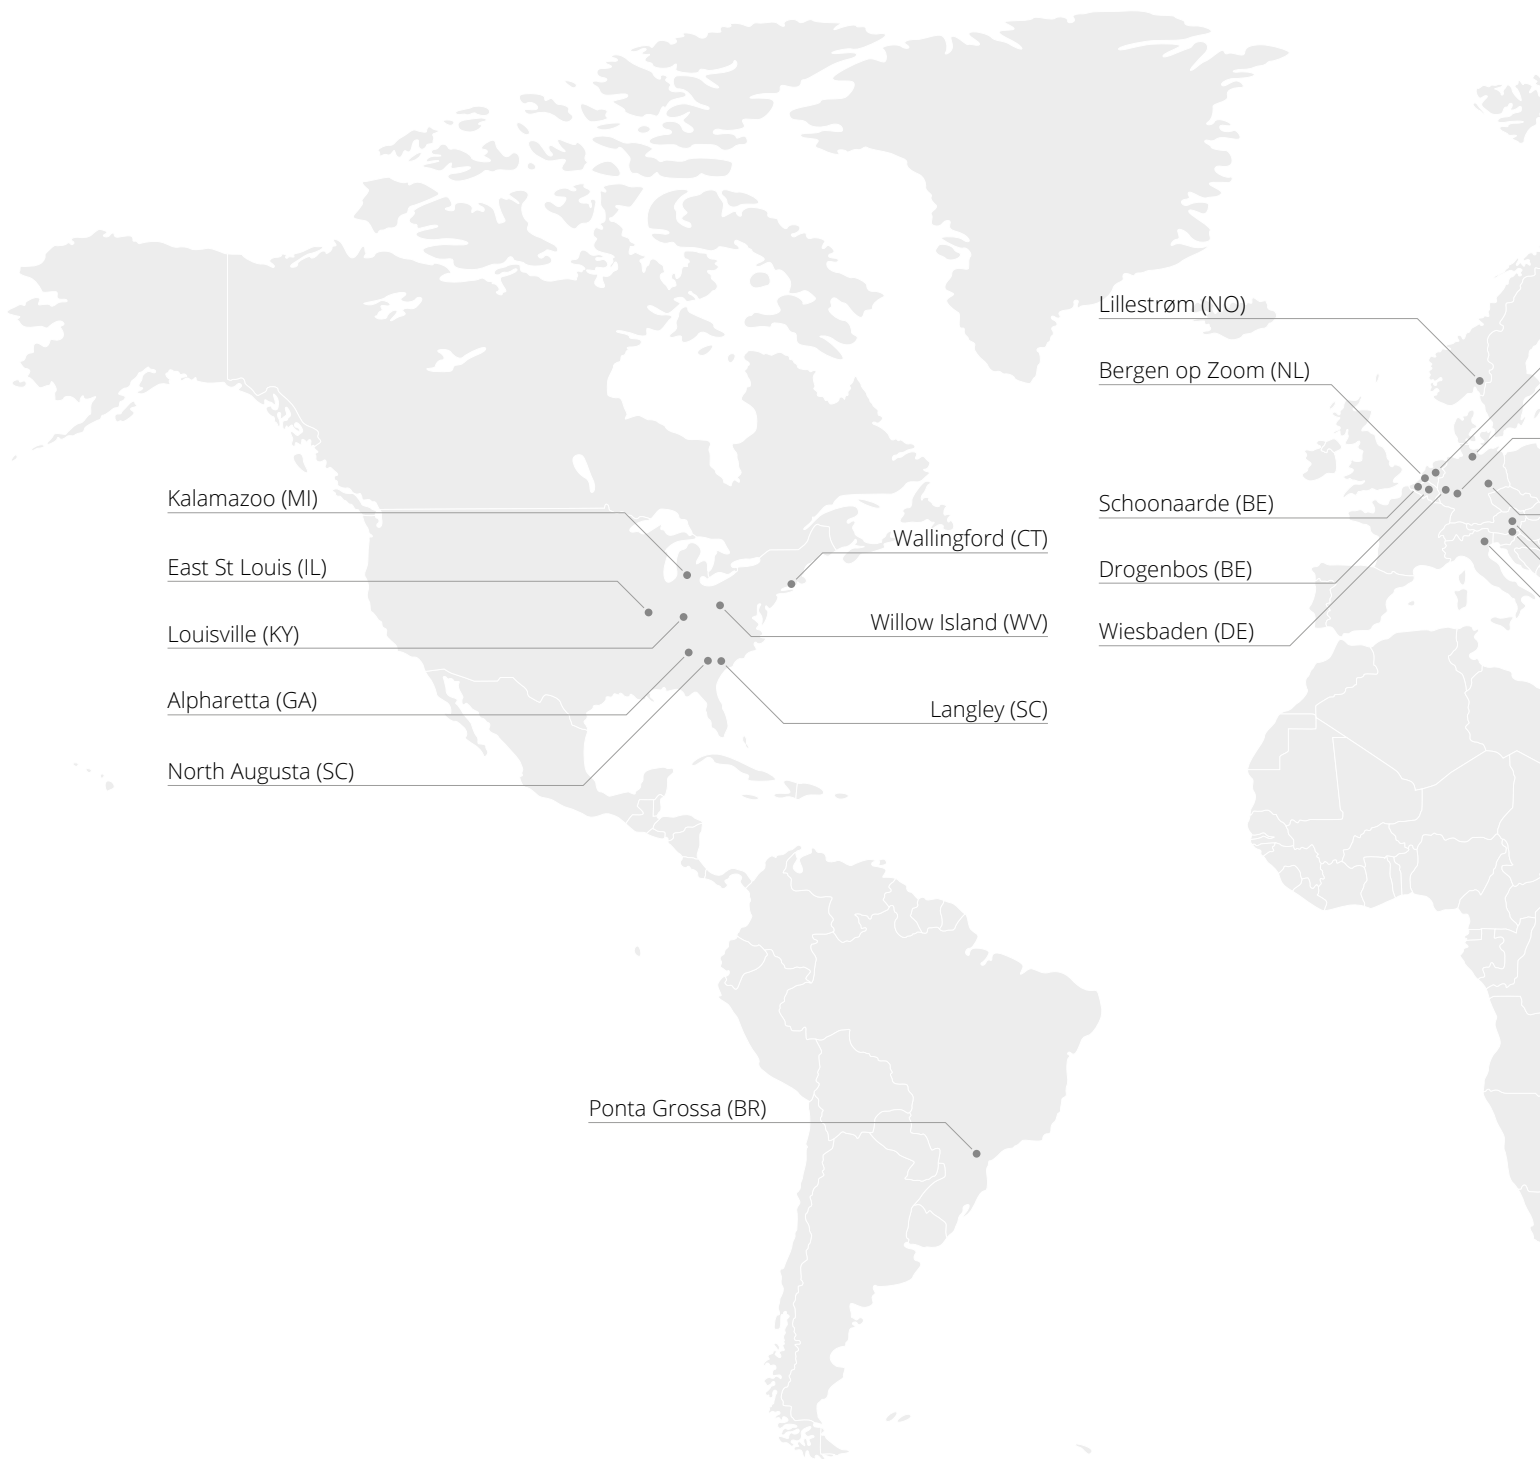 Lillestrøm (NO)
Bergen op Zoom (NL)
Kalamazoo (MI)
Schoonaarde (BE)
Wallingford (CT)
East St Louis (IL)
Drogenbos (BE)
Willow Island (WV)
Louisville (KY)
Wiesbaden (DE)
Alpharetta (GA)
Langley (SC)
North Augusta (SC)
Ponta Grossa (BR)